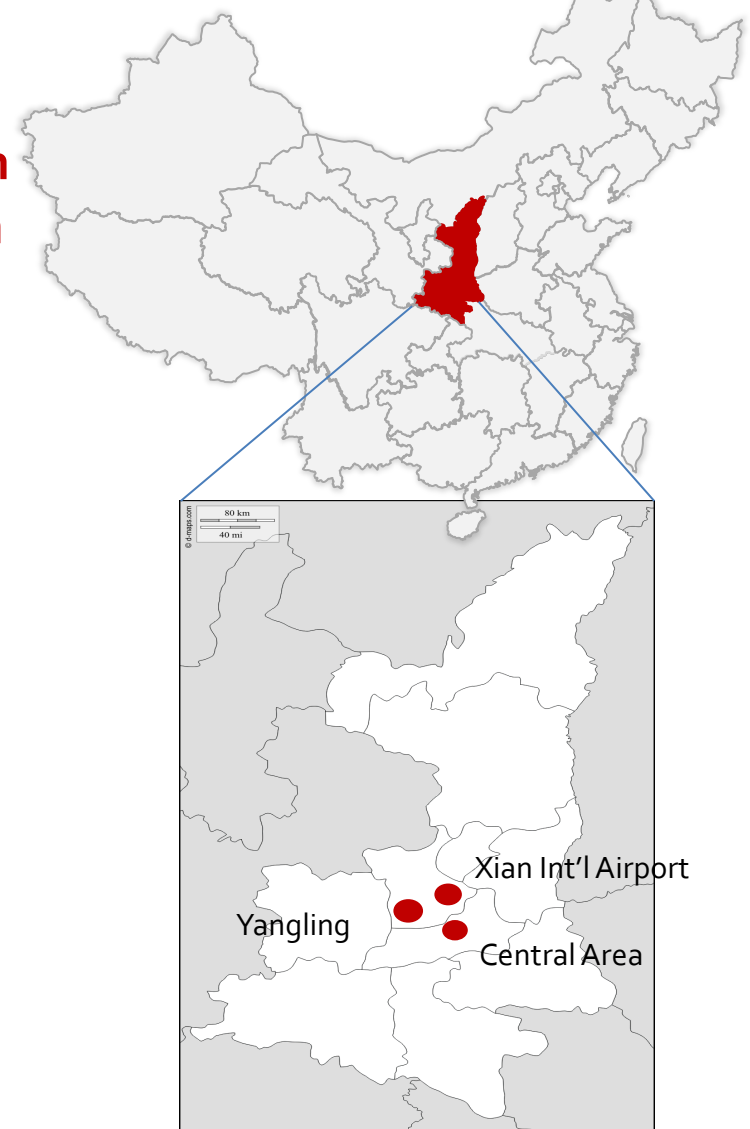 © d-maps.com
80 km
40 mi
Xian Int’l Airport
Yangling
Central Area